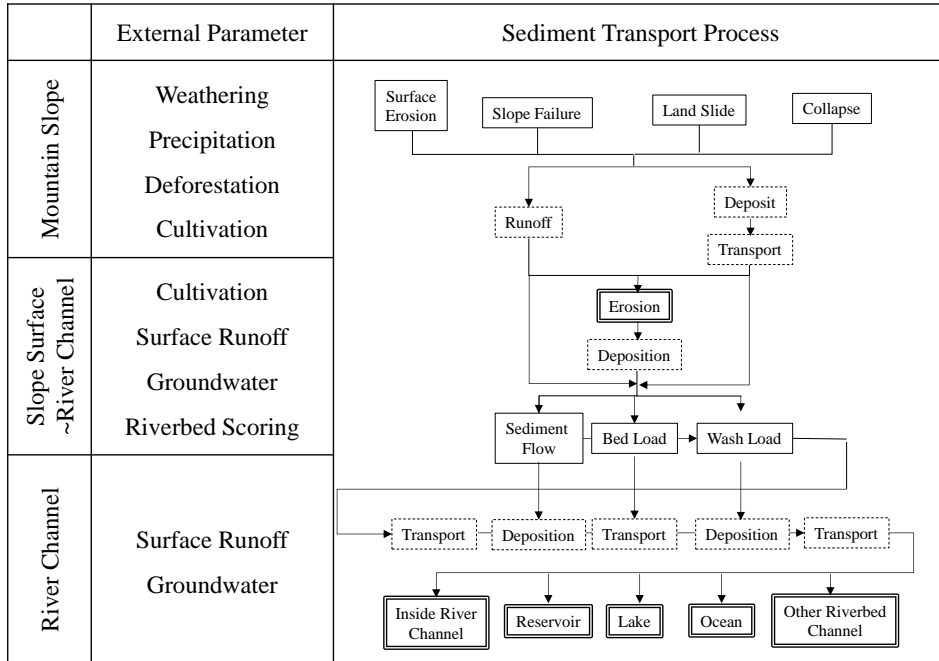 External Parameter
Sediment Transport Process
Mountain Slope
Weathering
Precipitation
Deforestation
Cultivation
Surface
Erosion
Slope Failure
Land Slide
Collapse
Runoff
Deposit
Transport
Slope Surface
~River Channel
Cultivation
Surface Runoff
Groundwater
Riverbed Scoring
Erosion
Deposition
Sediment
Flow
Bed Load
Wash Load
River Channel
Surface Runoff
Groundwater
Transport
Deposition
Transport
Deposition
Transport
Inside River
Channel
Reservoir
Lake
Ocean
Other Riverbed
Channel